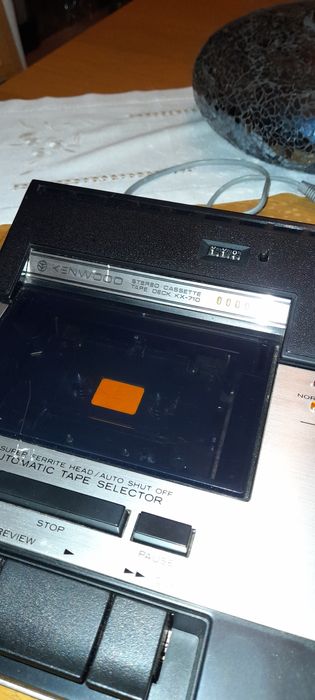 KENWOOD
STEREO CASSETTE
TAPE DECK KX-710
NOR
SUPER FERRITE HEAD/AUTO SHUT OFF
AUTOMATIC TAPE SELECTOR
STOP
PAUSE
REVIEW